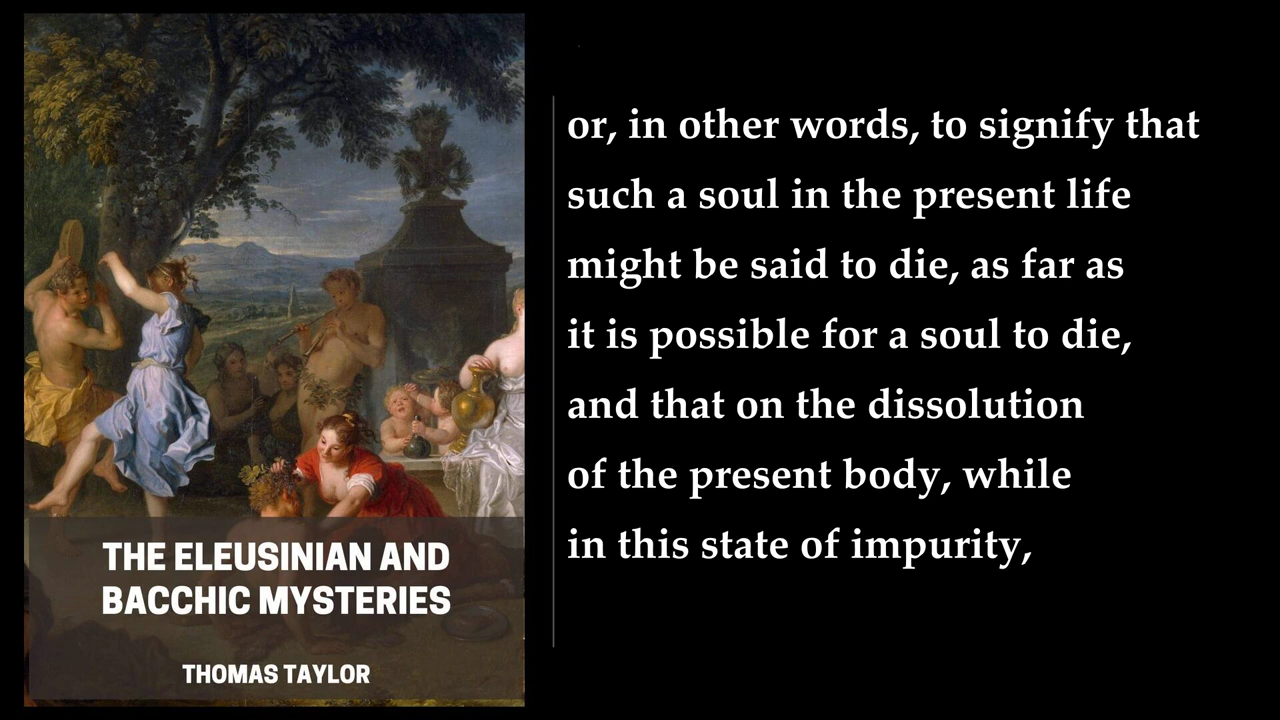 THE ELEUSINIAN AND
BACCHIC MYSTERIES
THOMAS TAYLOR
or, in other words, to signify that
such a soul in the present life
might be said to die, as far as
it is possible for a soul to die,
and that on the dissolution
of the present body, while
in this state of impurity,